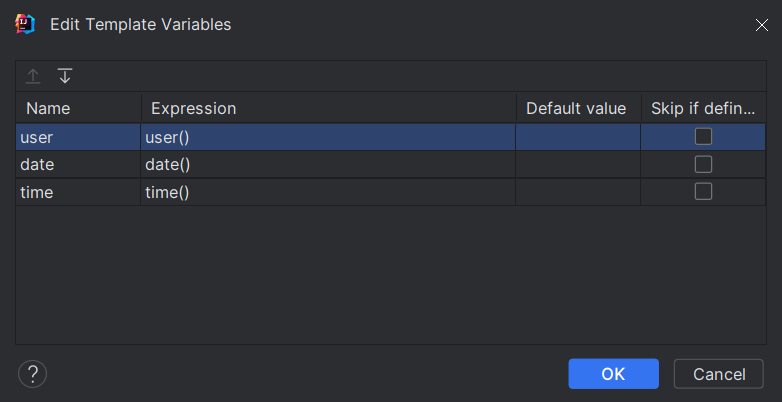 Edit Template Variables
Name Expression Default value Skip if defin...
user user()
date date()
time time()
? OK Cancel